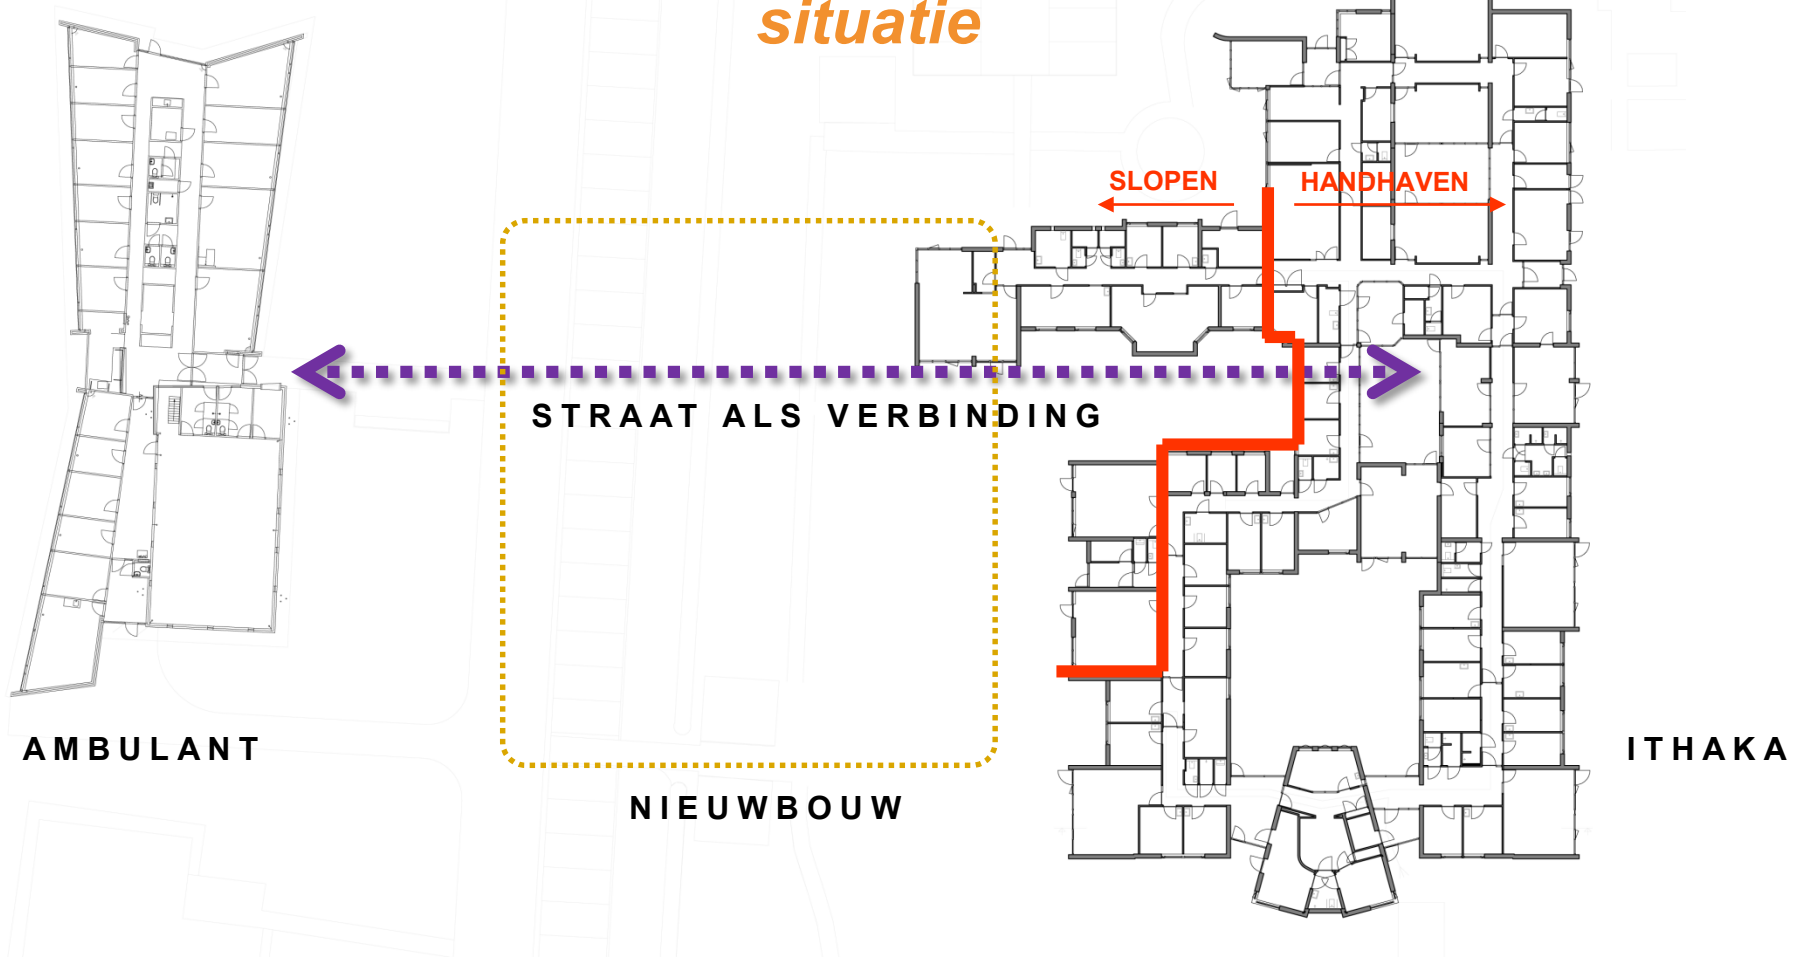 situatie
SLOPEN
HANDHAVEN
STRAAT ALS VERBINDING
AMBULANT
ITHAKA
NIEUWBOUW